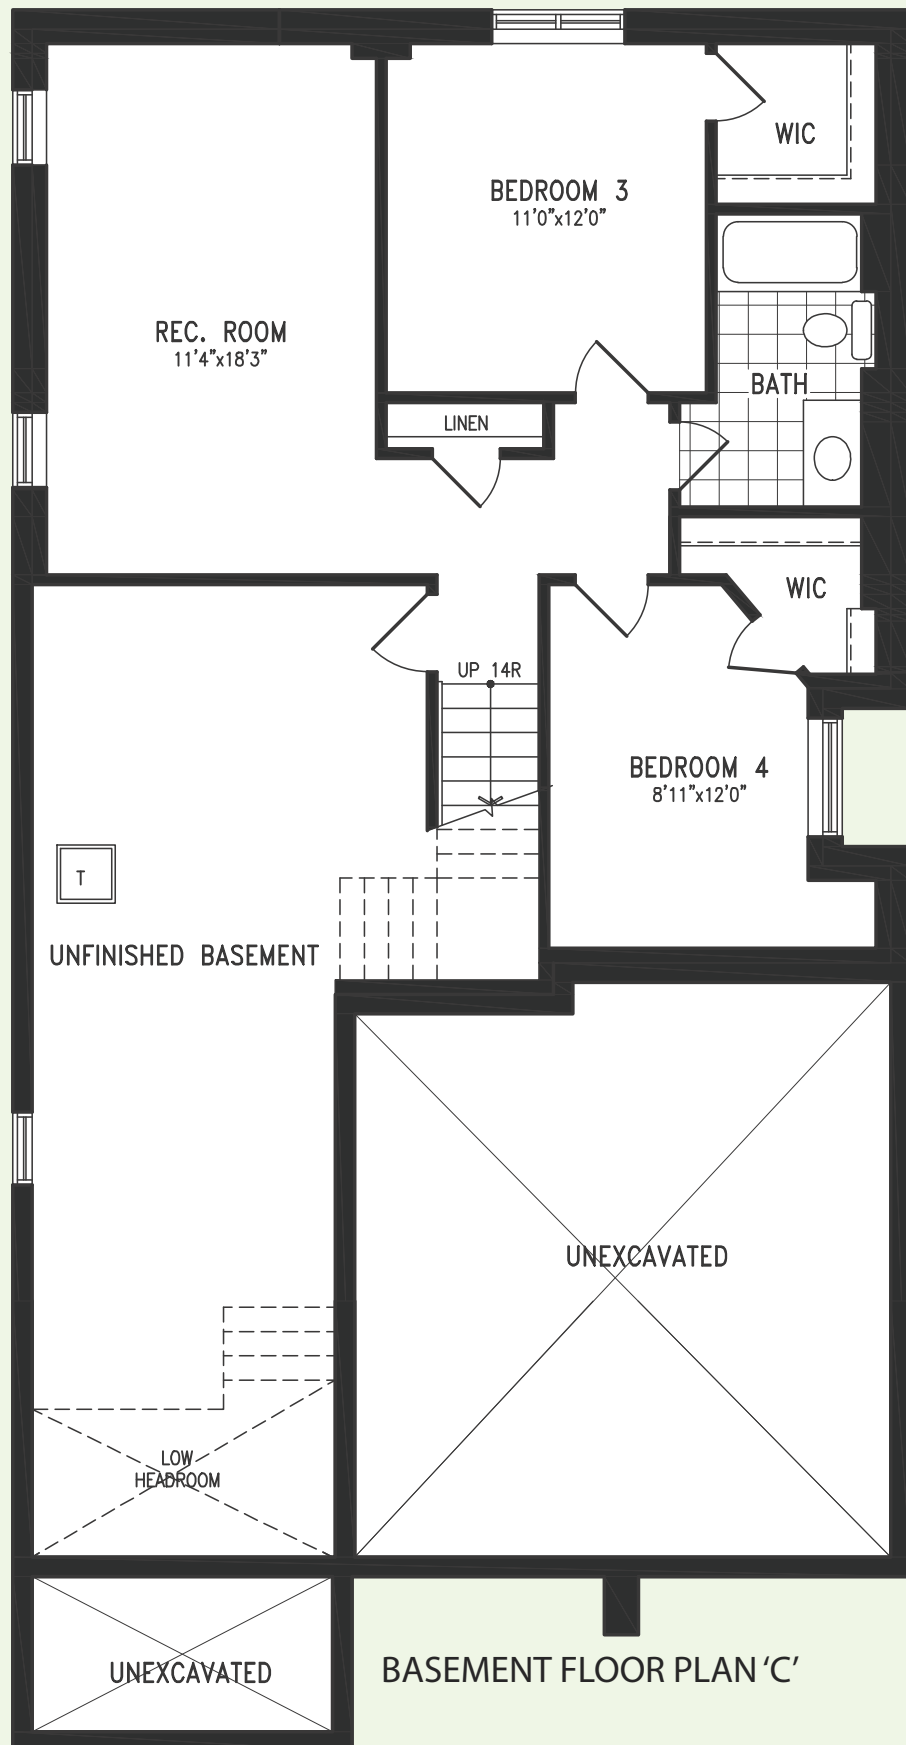 WIC
BEDROOM 3
11'0"x12'0"
REC. ROOM
11'4"x18'3"
BATH
LINEN
WIC
UP 14R
BEDROOM 4
8'11"x12'0"
T
UNFINISHED BASEMENT
UNEXCAVATED
LOW
HEADROOM
UNEXCAVATED
BASEMENT FLOOR PLAN ‘C’